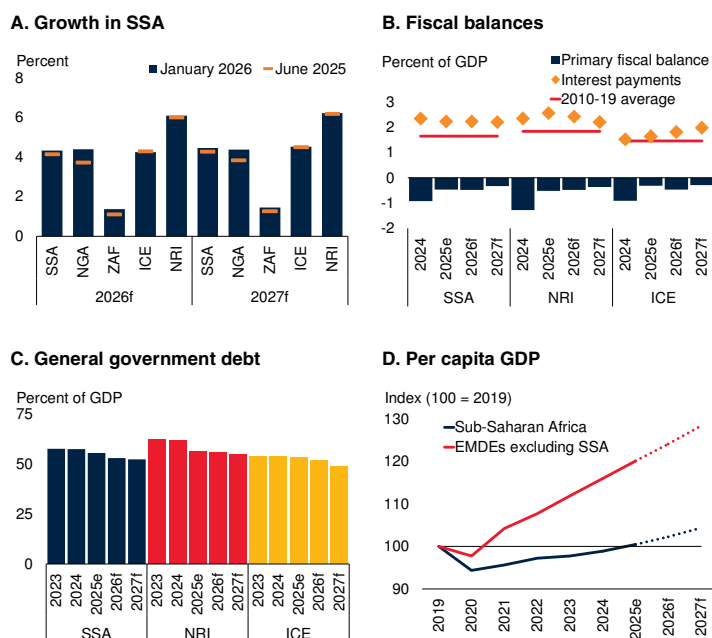 A. Growth in SSA
Percent
January 2026
June 2025
8
6
4
2
0
SSA
NGA
ZAF
ICE
NRI
SSA
NGA
ZAF
ICE
NRI
2026f
2027f
B. Fiscal balances
Percent of GDP
Primary fiscal balance
Interest payments
2010-19 average
3
2
1
0
-1
-2
2024
2025e
2026f
2027f
2024
2025e
2026f
2027f
2024
2025e
2026f
2027f
SSA
NRI
ICE
C. General government debt
Percent of GDP
75
50
25
0
2023
2024
2025e
2026f
2027f
2023
2024
2025e
2026f
2027f
2023
2024
2025e
2026f
2027f
SSA
NRI
ICE
D. Per capita GDP
Index (100 = 2019)
130
Sub-Saharan Africa
EMDEs excluding SSA
120
110
100
90
2019
2020
2021
2022
2023
2024
2025e
2026f
2027f